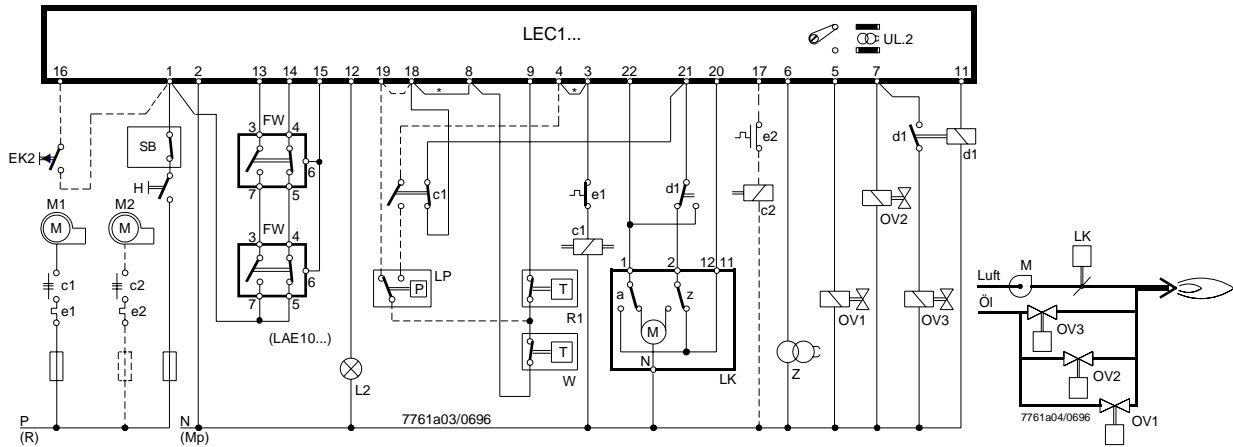 LEC1...
UL.2
16 1 2 13 14 15 12 19 18 8 9 4 3 22 21 20 17 6 5 7 11
* *
FW
3 4
SB
d1
e2
d1
EK2
6
H
7 5
c1
e1
d1
c2
OV2
M1 M2
M M
FW
3 4
c1
LK
6
LP
P
T
R1
1 2 12 11
a z
M
N
LK
Luft
M
Öl
c1 c2
7 5
OV1
OV3
OV3
e1 e2
(LAE10...)
T
W
Z
OV2
L2
7761a03/0696
7761a04/0696
OV1
P
(R)
N
(Mp)